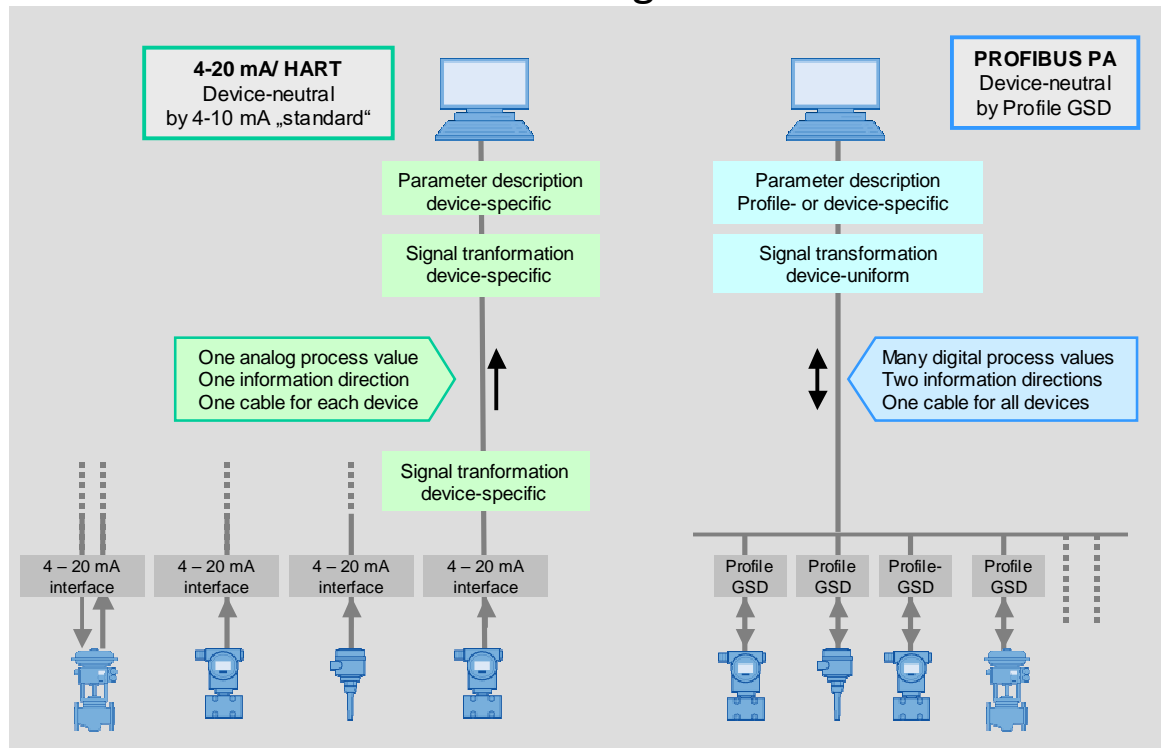 4-20 mA/ HART
Device-neutral
by 4-10 mA „standard“
PROFIBUS PA
Device-neutral
by Profile GSD
Parameter description
device-specific
Signal tranformation
device-specific
Parameter description
Profile- or device-specific
Signal transformation
device-uniform
One analog process value
One information direction
One cable for each device
Many digital process values
Two information directions
One cable for all devices
Signal tranformation
device-specific
4 – 20 mA
interface
4 – 20 mA
interface
4 – 20 mA
interface
4 – 20 mA
interface
Profile
GSD
Profile
GSD
Profile-
GSD
Profile
GSD